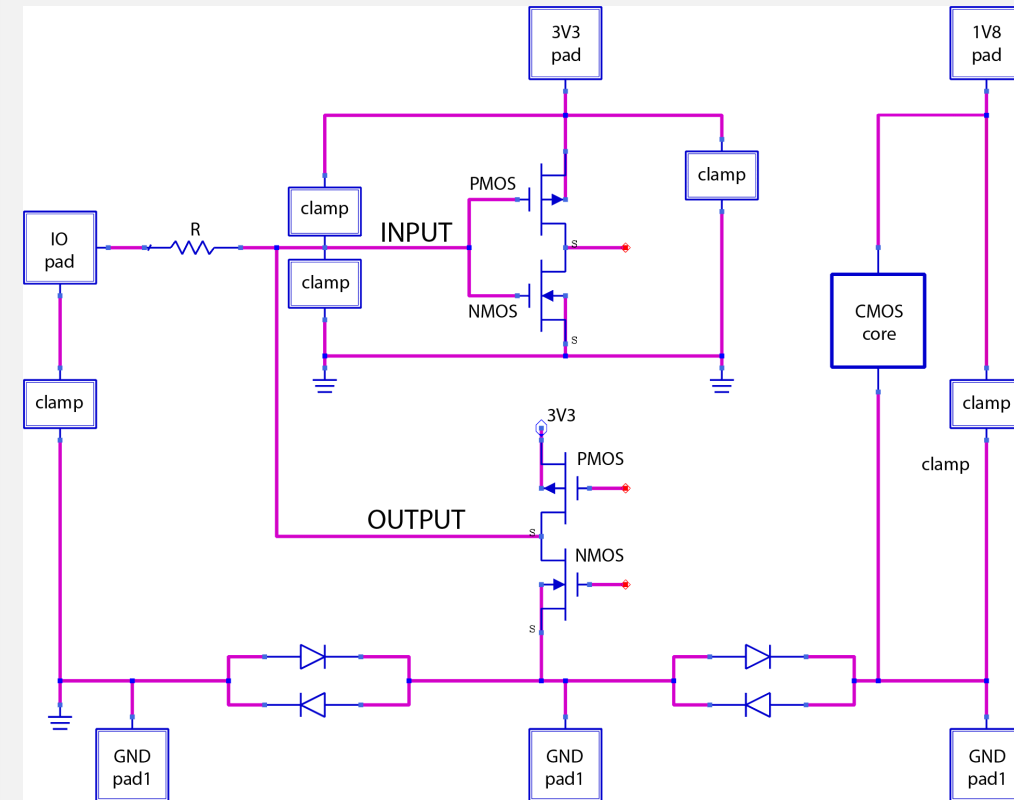 3V3
pad
1V8
pad
PMOS
clamp
clamp
R
INPUT
IO
pad
S
clamp
NMOS
CMOS
core
S
clamp
clamp
3V3
PMOS
clamp
OUTPUT
S
NMOS
S
GND
pad1
GND
pad1
GND
pad1